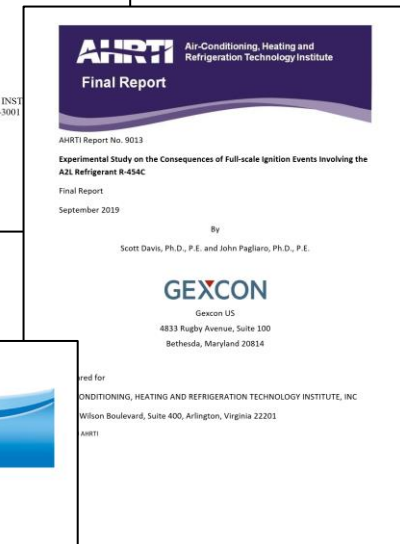 INST
-3001
AHRTI
Air-Conditioning, Heating and
Refrigeration Technology Institute
Final Report
AHRTI Report No. 9013
Experimental Study on the Consequences of Full-scale Ignition Events Involving the
A2L Refrigerant R-454C
Final Report
September 2019
By
Scott Davis, Ph.D., P.E. and John Pagliaro, Ph.D., P.E.
GEXCON
Gexcon US
4833 Rugby Avenue, Suite 100
Bethesda, Maryland 20814
red for
ONDITIONING, HEATING AND REFRIGERATION TECHNOLOGY INSTITUTE, INC
Wilson Boulevard, Suite 400, Arlington, Virginia 22201
AHRTI